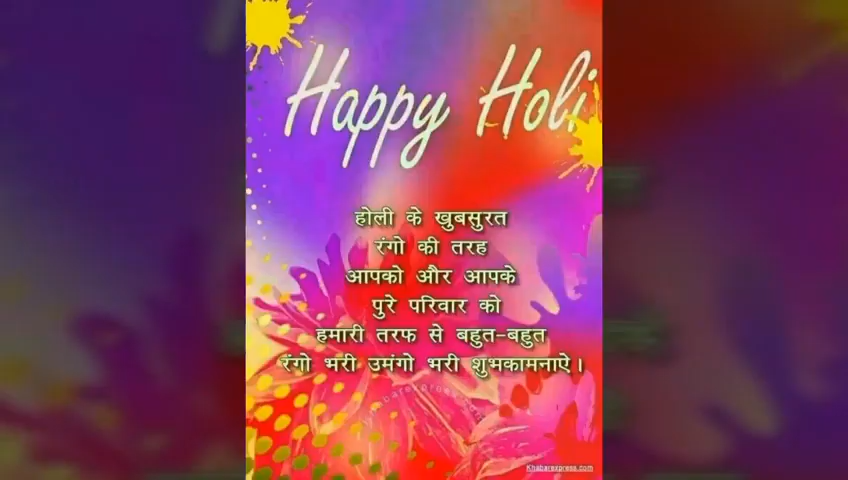 Happy Holi
होली के खुबसुरत
रंगो की तरह
आपको और आपके
पुरे परिवार को
हमारी तरफ से बहुत-बहुत
रंगो भरी उमंगो भरी शुभकामनाऐ।
Khabarexpress.com